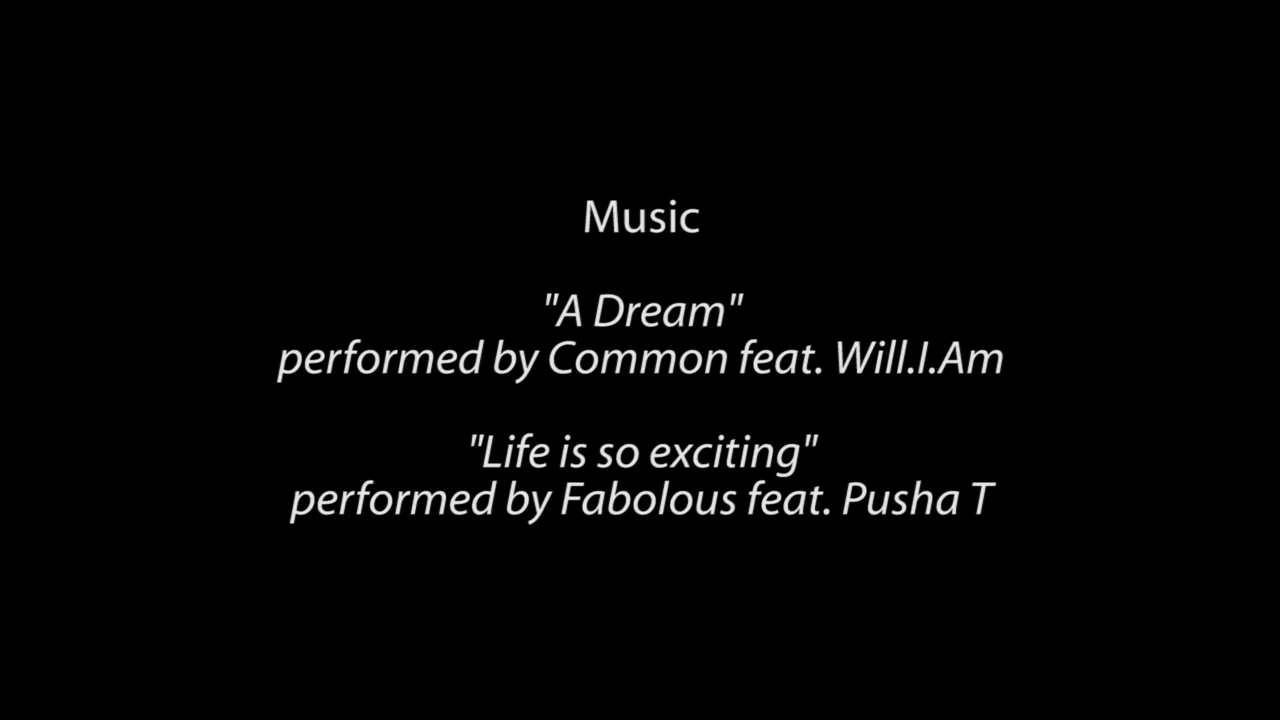 Music
"A Dream"
performed by Common feat. Will.I.Am
"Life is so exciting"
performed by Fabolous feat. Pusha T